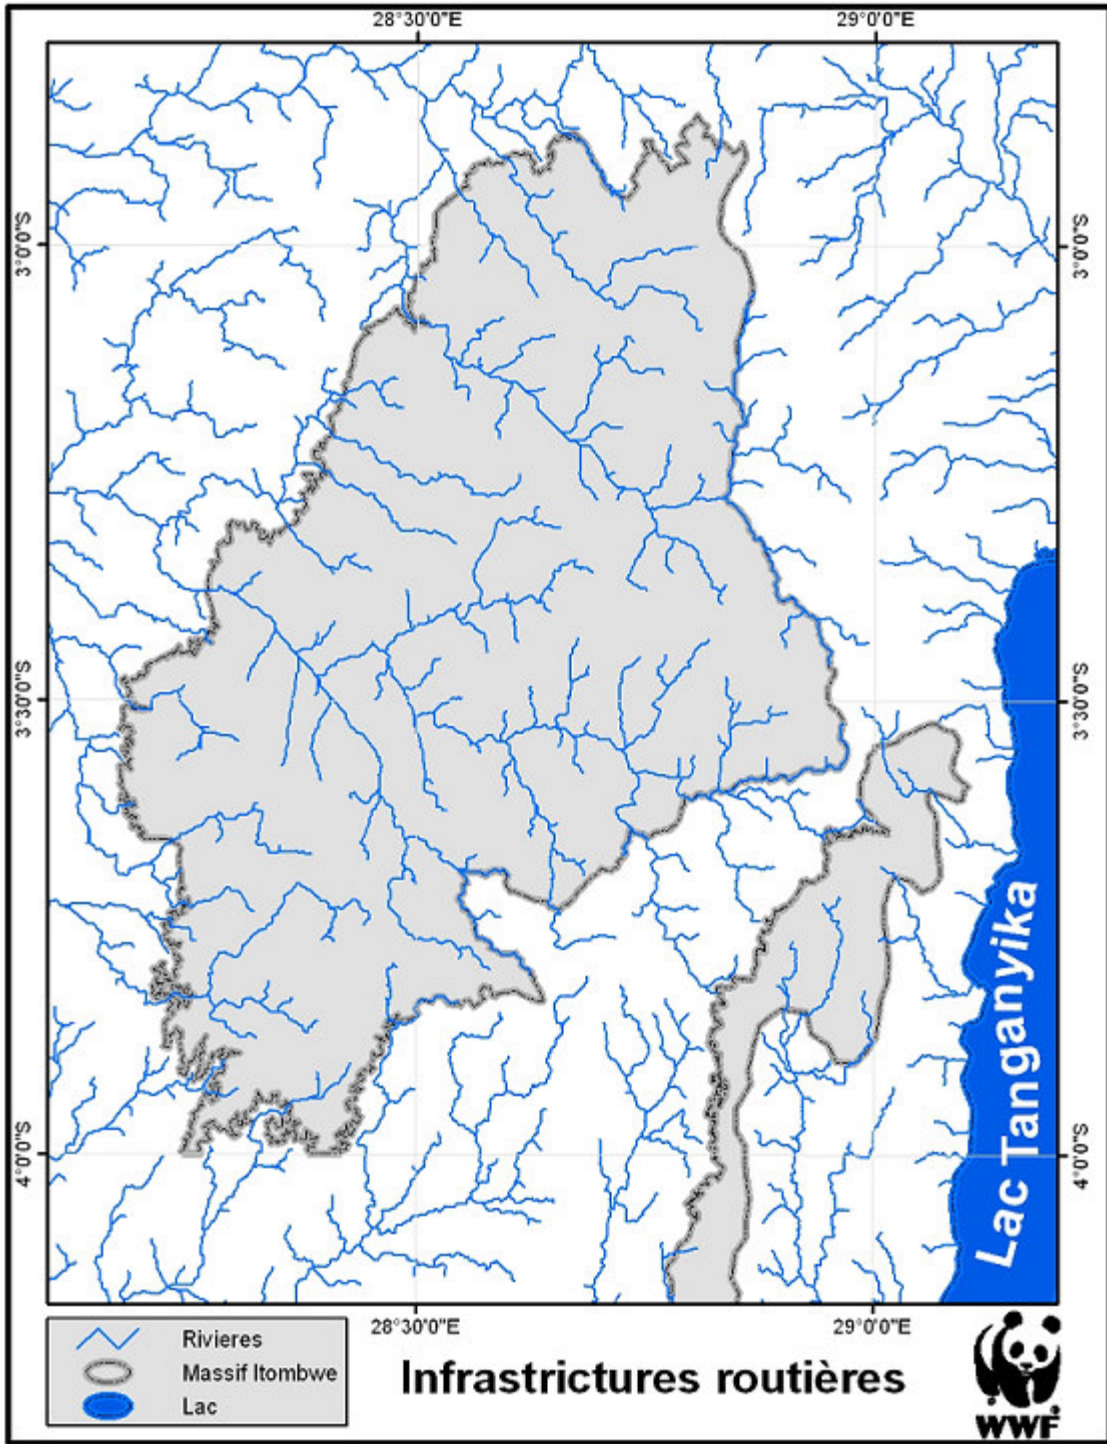 28°30'0"E
29°0'0"E
3°0'0"S
3°0'0"S
3°30'0"S
3°30'0"S
4°0'0"S
4°0'0"S
Lac Tanganyika
28°30'0"E
29°0'0"E
Rivieres
Massif Itombwe
Lac
Infrastrictures routières
WWF